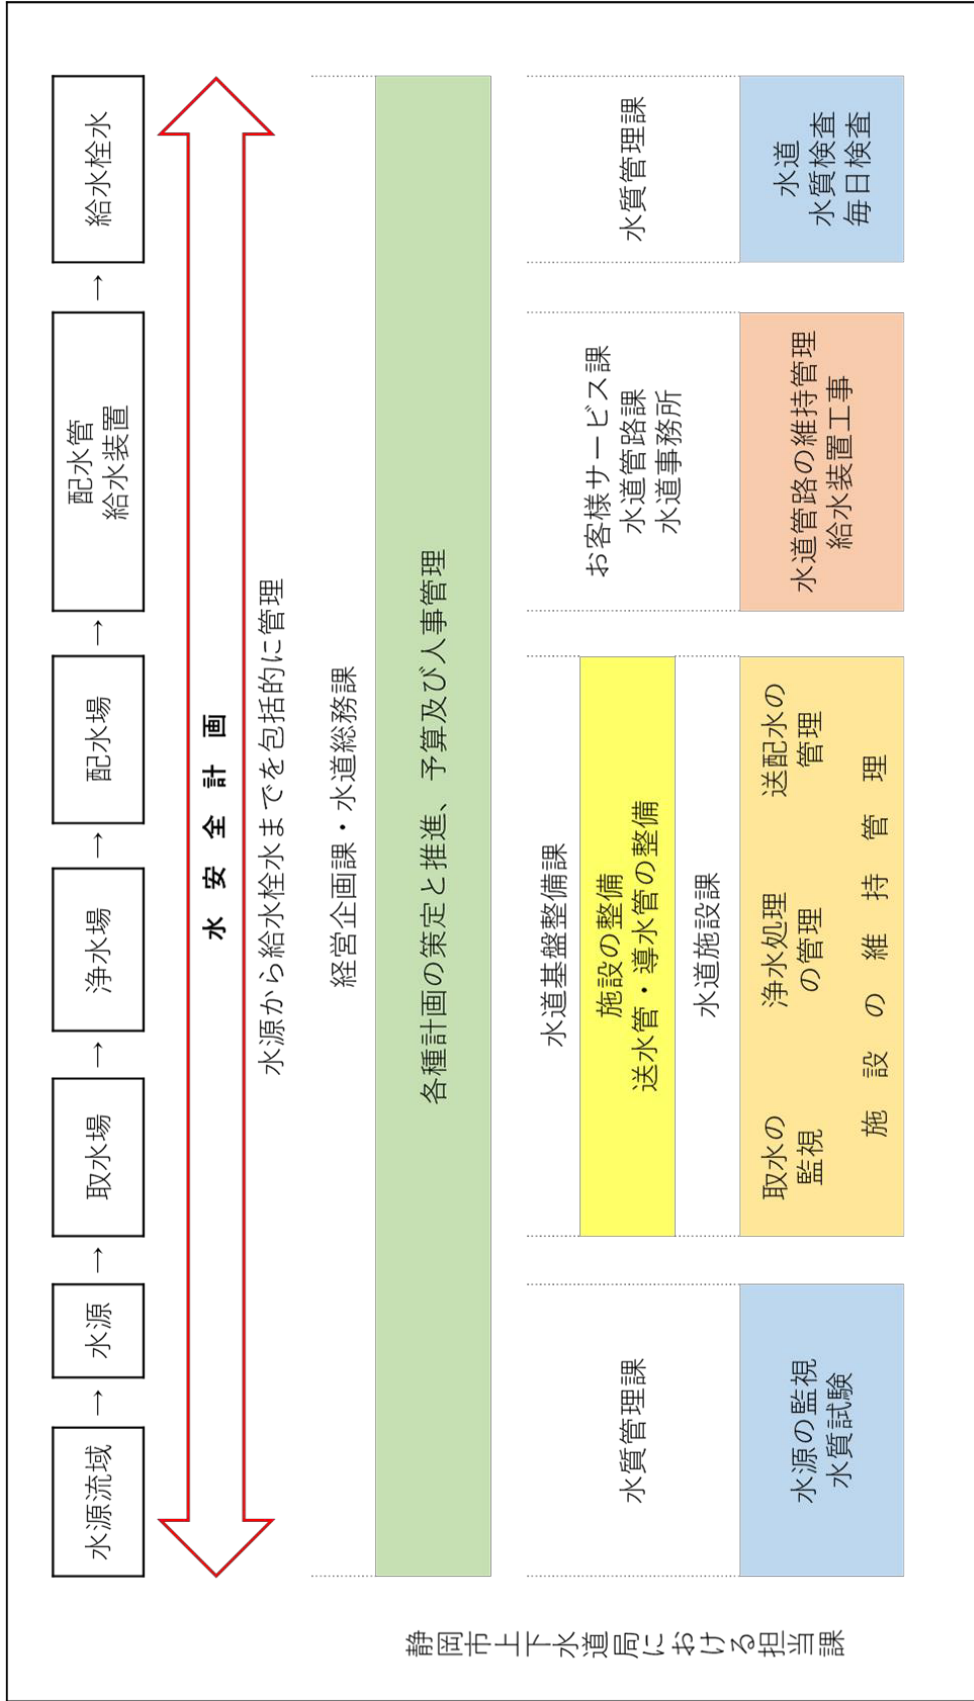 水源流域
→
水源
→
取水場
→
浄水場
→
配水場
→
配水管
給水装置
→
給水栓水
水安全計画
水源から給水栓水までを包括的に管理
経営企画課・水道総務課
各種計画の策定と推進、予算及び人事管理
静岡市上下水道局における担当課
水質管理課
水源の監視
水質試験
水道基盤整備課
施設の整備
送水管・導水管の整備
水道施設課
取水の
監視
浄水処理
の管理
送配水の
管理
施設の維持管理
お客様サービス課
水道管路課
水道事務所
水道管路の維持管理
給水装置工事
水質管理課
水道
水質検査
毎日検査